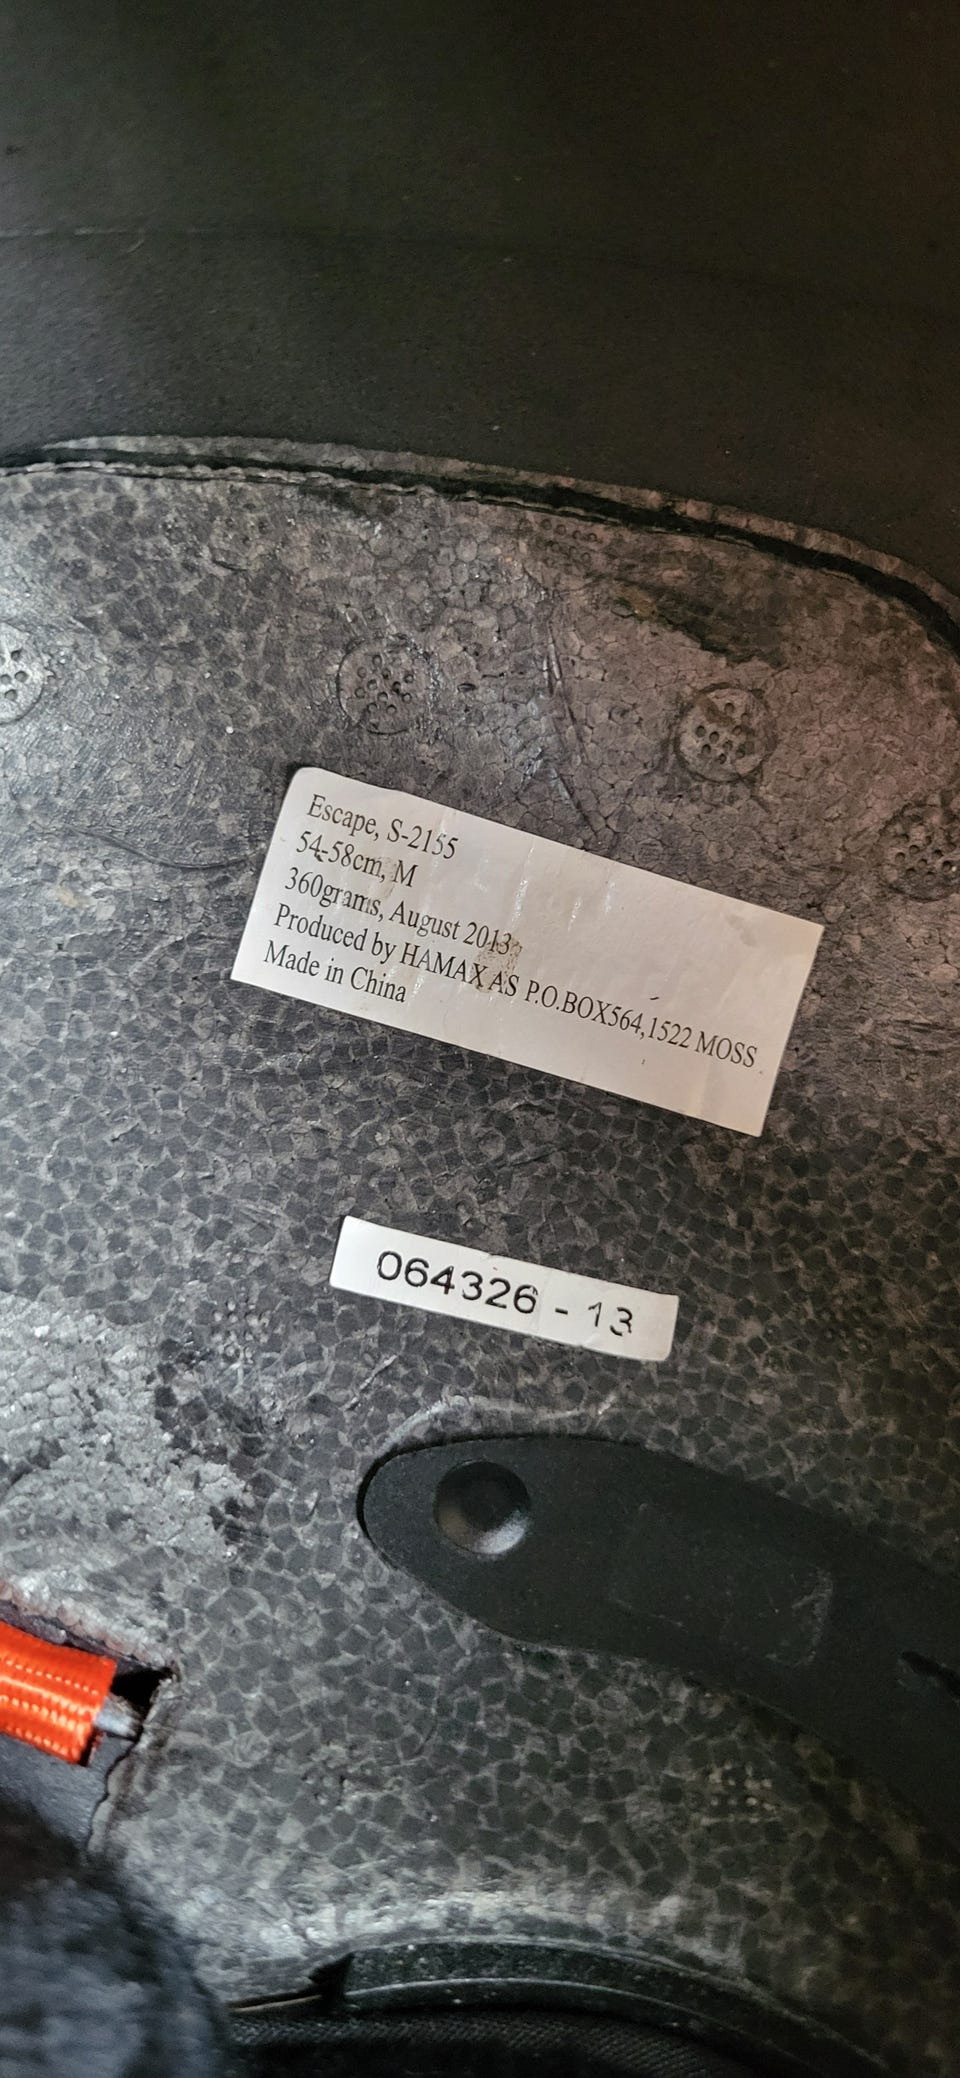 Escape, S-2155
54-58cm, M
360grams, August 2013
Produced by HAMAX AS P.O.BOX564,1522 MOSS
Made in China
064326 - 13